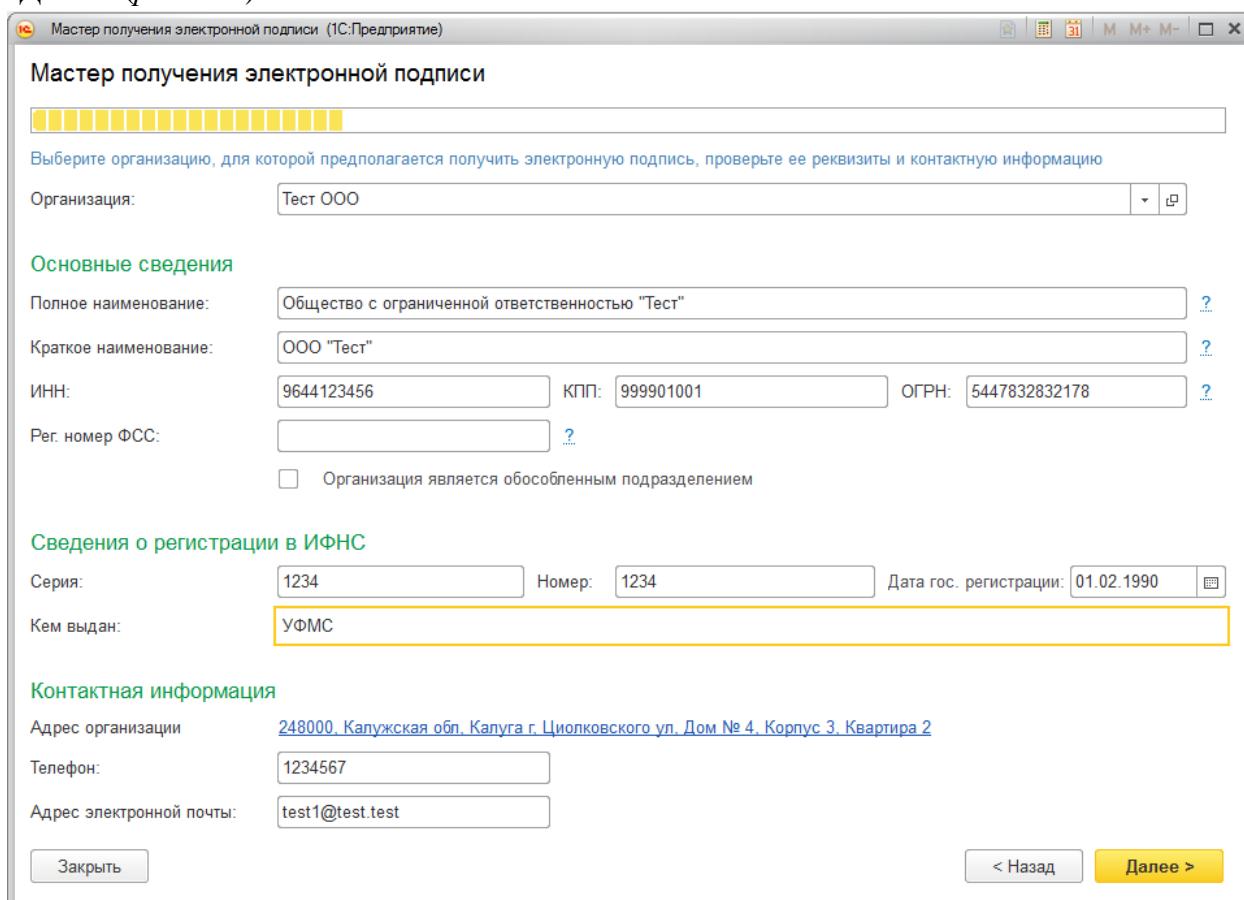 Мастер получения электронной подписи (1С:Предприятие)
31 M M+ M-
Мастер получения электронной подписи
Выберите организацию, для которой предполагается получить электронную подпись, проверьте ее реквизиты и контактную информацию
Организация: Тест ООО
Основные сведения
Полное наименование: Общество с ограниченной ответственностью "Тест" ?
Краткое наименование: ООО "Тест" ?
ИНН: 9644123456 КПП: 999901001 ОГРН: 5447832832178 ?
Рег. номер ФСС: ?
Организация является обособленным подразделением
Сведения о регистрации в ИФНС
Серия: 1234 Номер: 1234 Дата гос. регистрации: 01.02.1990
Кем выдан: УФМС
Контактная информация
Адрес организации 248000, Калужская обл, Калуга г, Циолковского ул, Дом № 4, Корпус 3, Квартира 2
Телефон: 1234567
Адрес электронной почты: test1@test.test
Закрыть < Назад Далее >